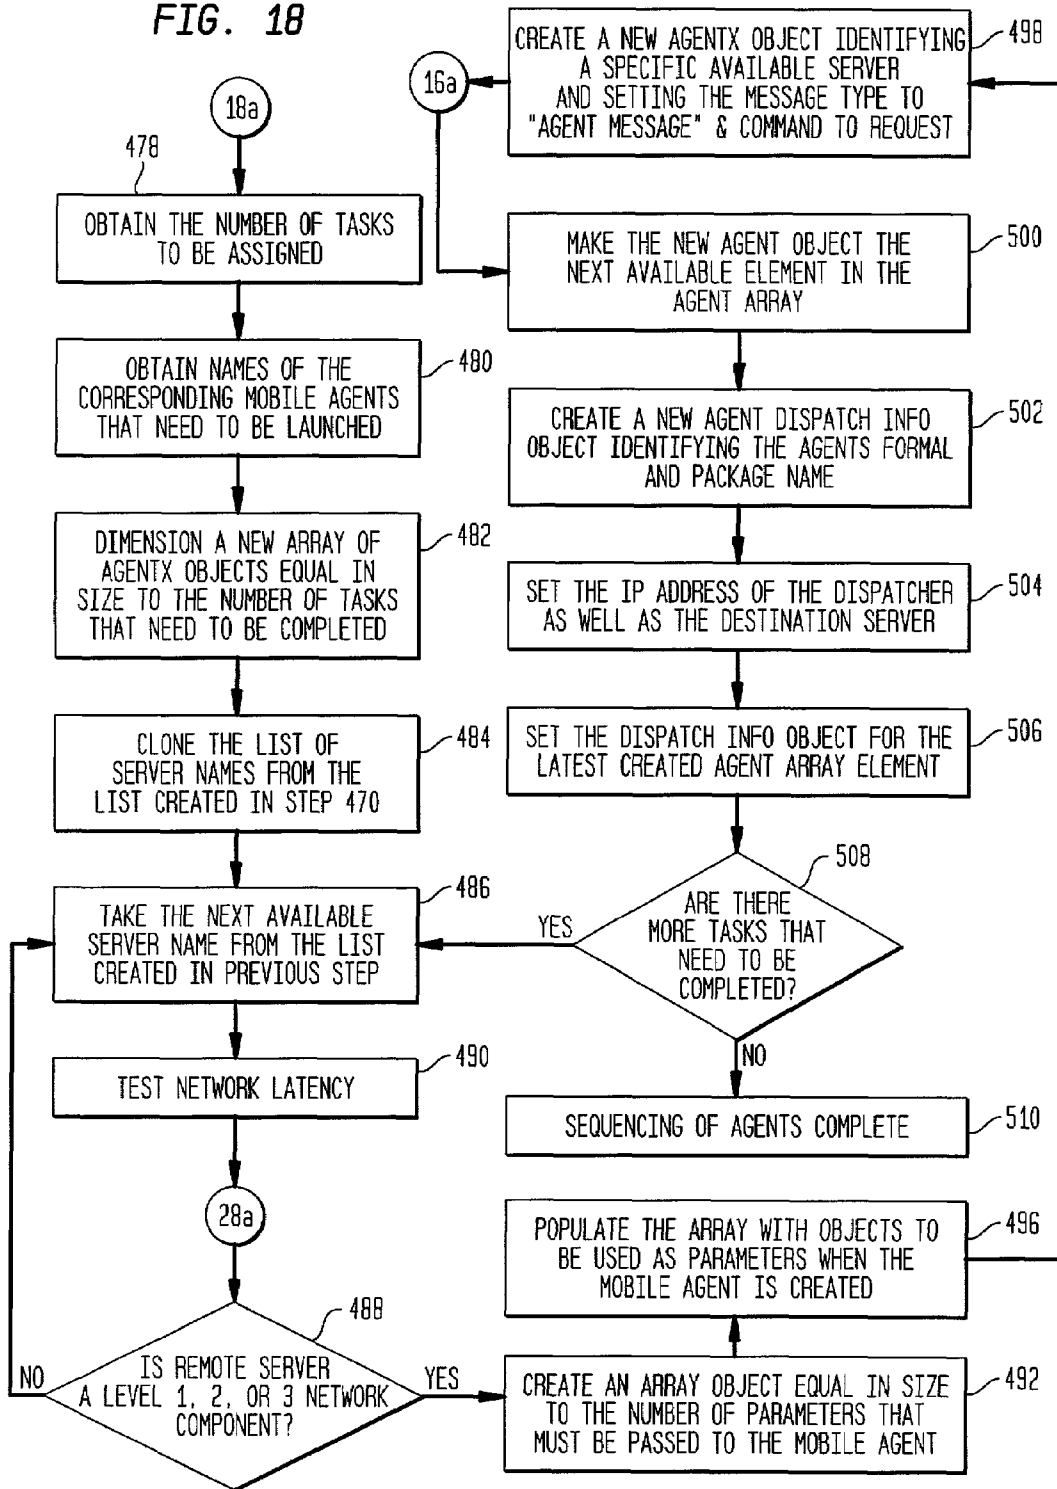 FIG. 18
18a
478
OBTAIN THE NUMBER OF TASKS
TO BE ASSIGNED
480
OBTAIN NAMES OF THE
CORRESPONDING MOBILE AGENTS
THAT NEED TO BE LAUNCHED
482
DIMENSION A NEW ARRAY OF
AGENTX OBJECTS EQUAL IN
SIZE TO THE NUMBER OF TASKS
THAT NEED TO BE COMPLETED
484
CLONE THE LIST OF
SERVER NAMES FROM THE
LIST CREATED IN STEP 470
486
TAKE THE NEXT AVAILABLE
SERVER NAME FROM THE LIST
CREATED IN PREVIOUS STEP
490
TEST NETWORK LATENCY
28a
488
IS REMOTE SERVER
A LEVEL 1, 2, OR 3 NETWORK
COMPONENT?
NO
YES
492
CREATE AN ARRAY OBJECT EQUAL IN SIZE
TO THE NUMBER OF PARAMETERS THAT
MUST BE PASSED TO THE MOBILE AGENT
496
POPULATE THE ARRAY WITH OBJECTS TO
BE USED AS PARAMETERS WHEN THE
MOBILE AGENT IS CREATED
498
CREATE A NEW AGENTX OBJECT IDENTIFYING
A SPECIFIC AVAILABLE SERVER
AND SETTING THE MESSAGE TYPE TO
"AGENT MESSAGE" & COMMAND TO REQUEST
16a
500
MAKE THE NEW AGENT OBJECT THE
NEXT AVAILABLE ELEMENT IN THE
AGENT ARRAY
502
CREATE A NEW AGENT DISPATCH INFO
OBJECT IDENTIFYING THE AGENTS FORMAL
AND PACKAGE NAME
504
SET THE IP ADDRESS OF THE DISPATCHER
AS WELL AS THE DESTINATION SERVER
506
SET THE DISPATCH INFO OBJECT FOR THE
LATEST CREATED AGENT ARRAY ELEMENT
508
ARE THERE
MORE TASKS THAT
NEED TO BE
COMPLETED?
YES
NO
510
SEQUENCING OF AGENTS COMPLETE